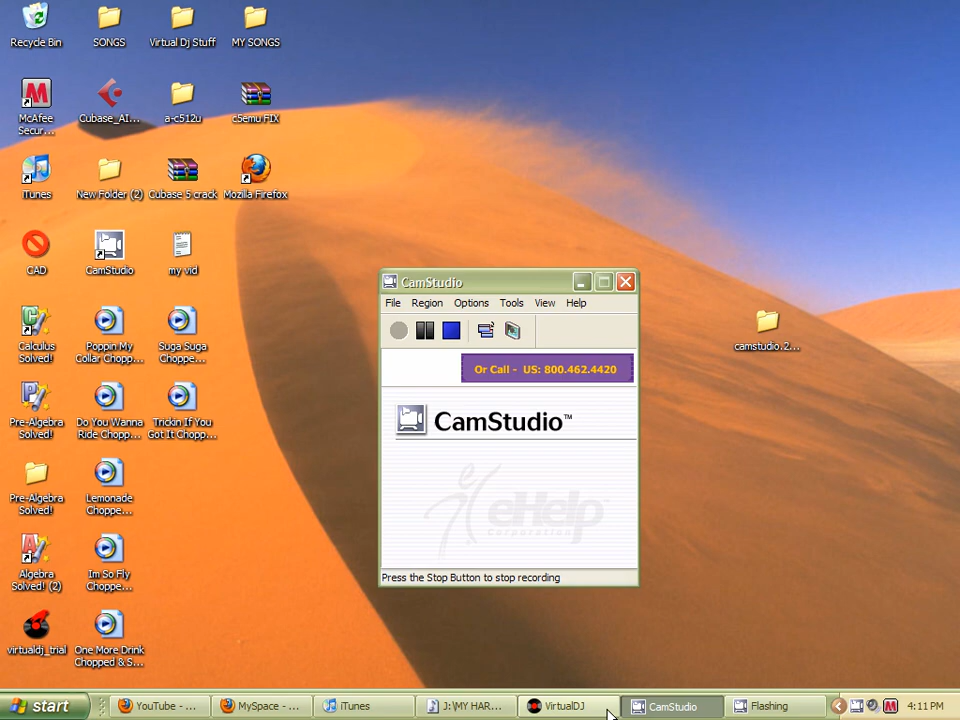 Recycle Bin
SONGS
Virtual Dj Stuff
MY SONGS
McAfee
Secur...
Cubase_AI...
a-c512u
c5emu FIX
iTunes
New Folder (2)
Cubase 5 crack
Mozilla Firefox
CAD
CamStudio
my vid
Calculus
Solved!
Poppin My
Collar Chopp...
Suga Suga
Choppe...
Pre-Algebra
Solved!
Do You Wanna
Ride Chopp...
Trickin If You
Got It Chopp...
Pre-Algebra
Solved!
Lemonade
Choppe...
Algebra
Solved! (2)
Im So Fly
Choppe...
virtualdj_trial
One More Drink
Chopped & S...
camstudio.2...
CamStudio
File Region Options Tools View Help
Or Call - US: 800.462.4420
CamStudio™
eHelp™
Corporation
Press the Stop Button to stop recording
start
YouTube - ...
MySpace - ...
iTunes
J:\MY HAR...
VirtualDJ
CamStudio
Flashing
4:11 PM